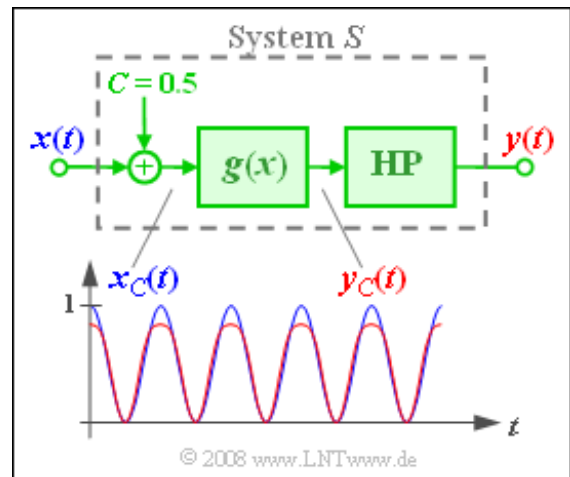 System S
C = 0.5
x(t)
y(t)
+
g(x)
HP
x_C(t)
y_C(t)
1
t
© 2008 www.LNTwww.de